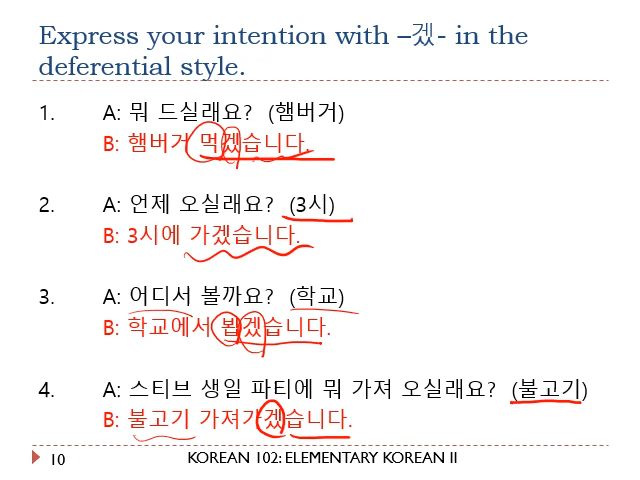 Express your intention with –겠- in the
deferential style.
1. A: 뭐 드실래요? (햄버거)
B: 햄버거 먹겠습니다.
2. A: 언제 오실래요? (3시)
B: 3시에 가겠습니다.
3. A: 어디서 볼까요? (학교)
B: 학교에서 뵙겠습니다.
4. A: 스티브 생일 파티에 뭐 가져 오실래요? (불고기)
B: 불고기 가져가겠습니다.
10 KOREAN 102: ELEMENTARY KOREAN II